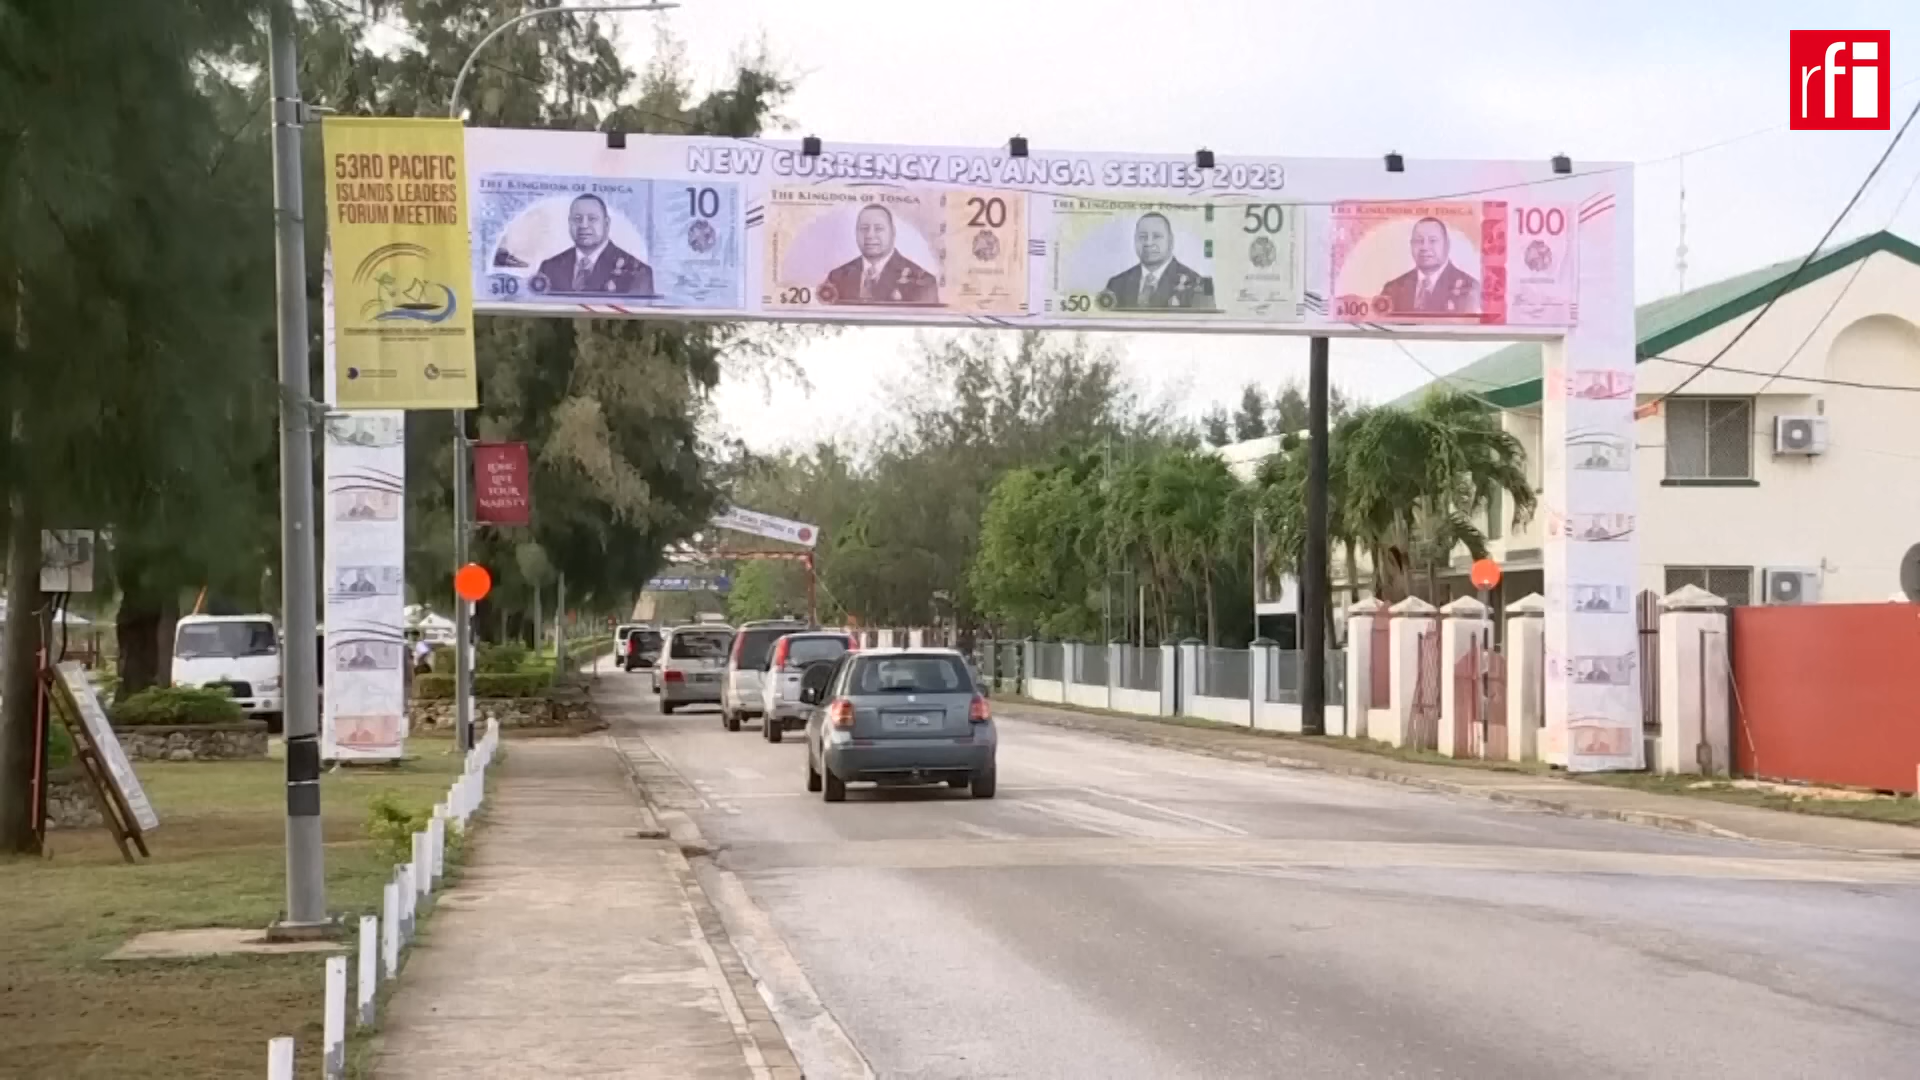 rfi
53RD PACIFIC
ISLANDS LEADERS
FORUM MEETING
NEW CURRENCY PA'ANGA SERIES 2023
THE KINGDOM OF TONGA
10
$10
THE KINGDOM OF TONGA
20
$20
THE KINGDOM OF TONGA
50
$50
THE KINGDOM OF TONGA
100
$100
LONG
LIVE
YOUR
MAJESTY